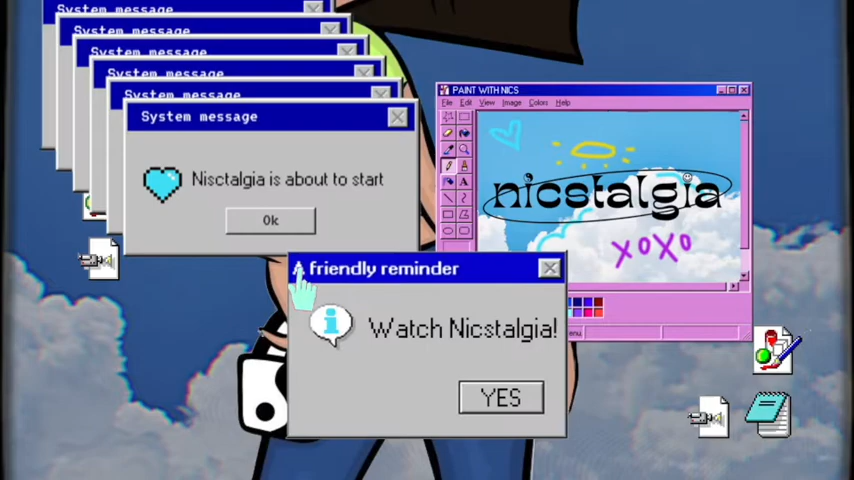 System message
System message
System message
System message
System message
System message
Nisctalgia is about to start
Ok
PAINT WITH NICS
File Edit View Image Colors Help
A
nicstalgia
xoxo
A friendly reminder
Watch Nicstalgia!
YES